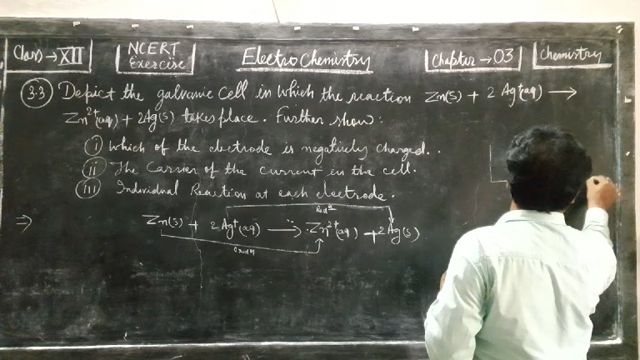 Class → XII
NCERT Exercise
ElectroChemistry
Chapter → 03
Chemistry
3.3 Depict the galvanic cell in which the reaction Zn(s) + 2Ag⁺(aq) →
Zn²⁺(aq) + 2Ag(s) takes place. Further show:
i Which of the electrode is negatively charged.
ii The Carrier of the current in the cell.
iii Individual Reaction at each electrode.
Redⁿ
⇒ Zn(s) + 2Ag⁺(aq) → Zn²⁺(aq) + 2Ag(s)